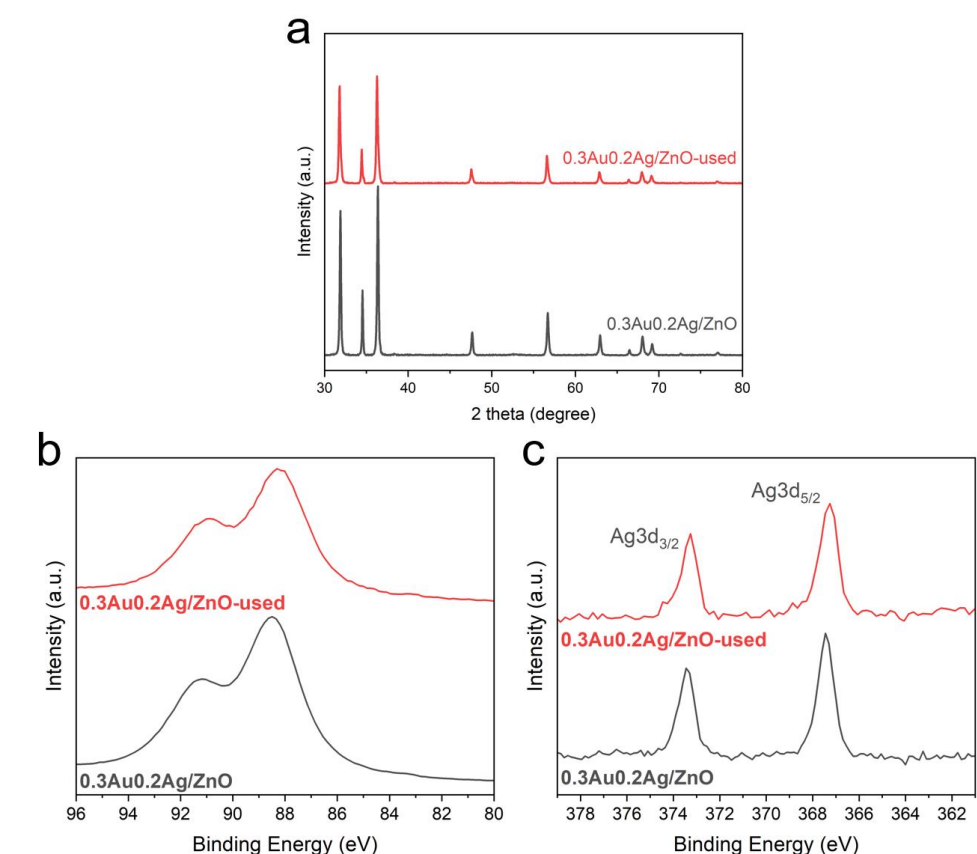 a
Intensity (a.u.)
0.3Au0.2Ag/ZnO-used
0.3Au0.2Ag/ZnO
30 40 50 60 70 80
2 theta (degree)
b
Intensity (a.u.)
0.3Au0.2Ag/ZnO-used
0.3Au0.2Ag/ZnO
96 94 92 90 88 86 84 82 80
Binding Energy (eV)
c
Intensity (a.u.)
Ag3d5/2
Ag3d3/2
0.3Au0.2Ag/ZnO-used
0.3Au0.2Ag/ZnO
378 376 374 372 370 368 366 364 362
Binding Energy (eV)